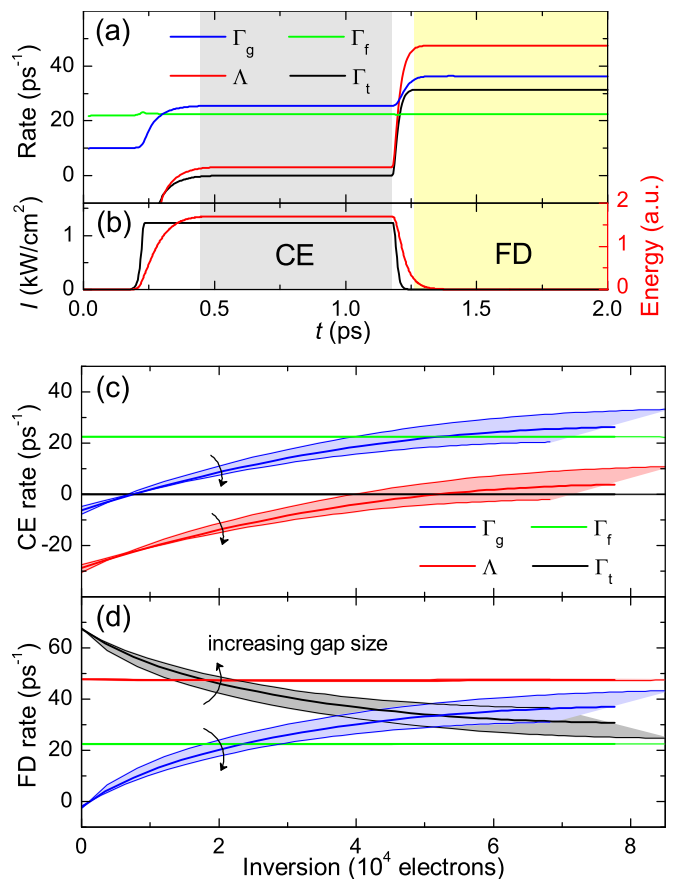 (a)
Γg
Γf
Λ
Γt
Rate (ps⁻¹)
40
20
0
(b)
I (kW/cm²)
1
0
CE
FD
2
1
0
Energy (a.u.)
0.0
0.5
1.0
1.5
2.0
t (ps)
(c)
CE rate (ps⁻¹)
40
20
0
-20
Γg
Γf
Λ
Γt
(d)
increasing gap size
FD rate (ps⁻¹)
60
40
20
0
0
2
4
6
8
Inversion (10⁴ electrons)